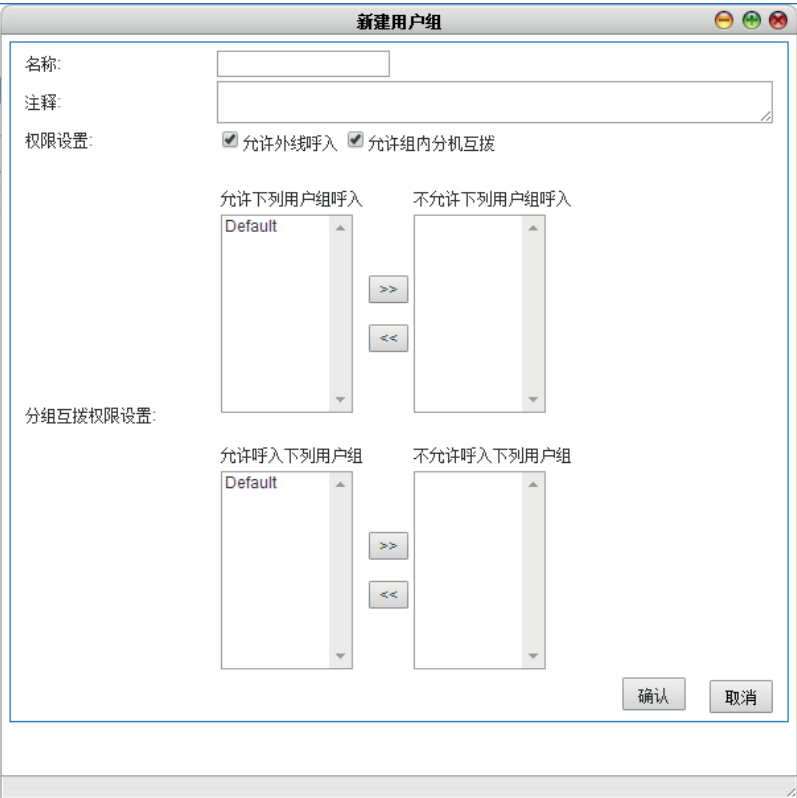 新建用户组
名称:
注释:
权限设置: 允许外线呼入 允许组内分机互拨
允许下列用户组呼入 不允许下列用户组呼入
Default
>>
<<
分组互拨权限设置:
允许呼入下列用户组 不允许呼入下列用户组
Default
>>
<<
确认 取消